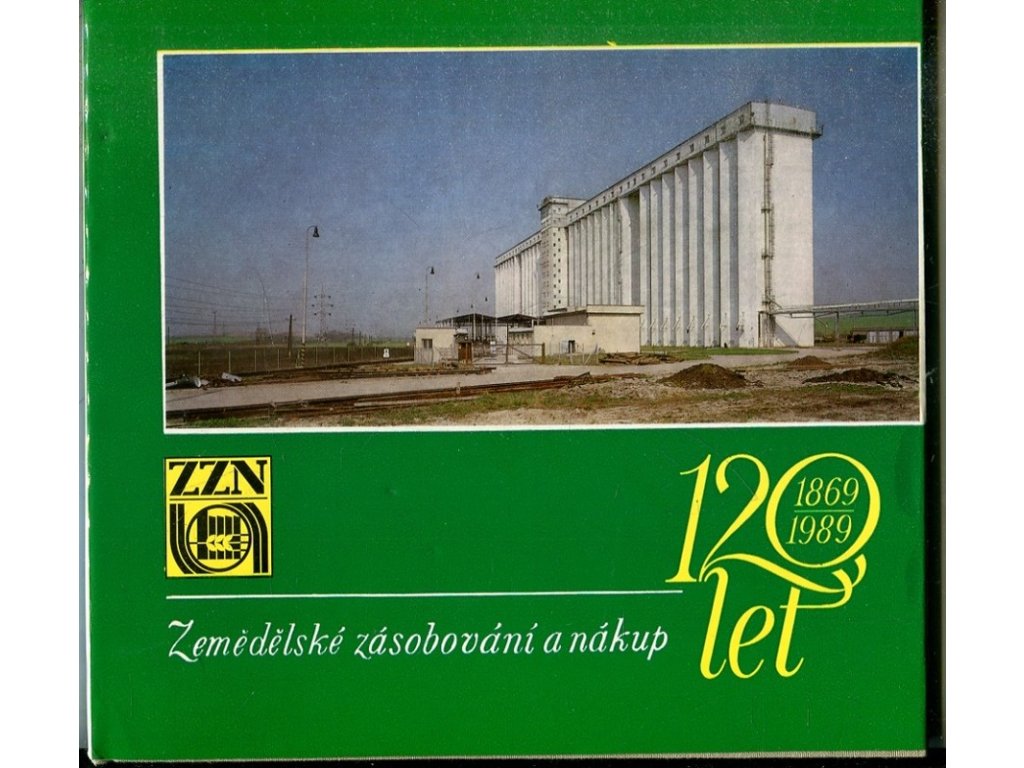 ZZN
120
1869
1989
let
Zemědělské zásobování a nákup